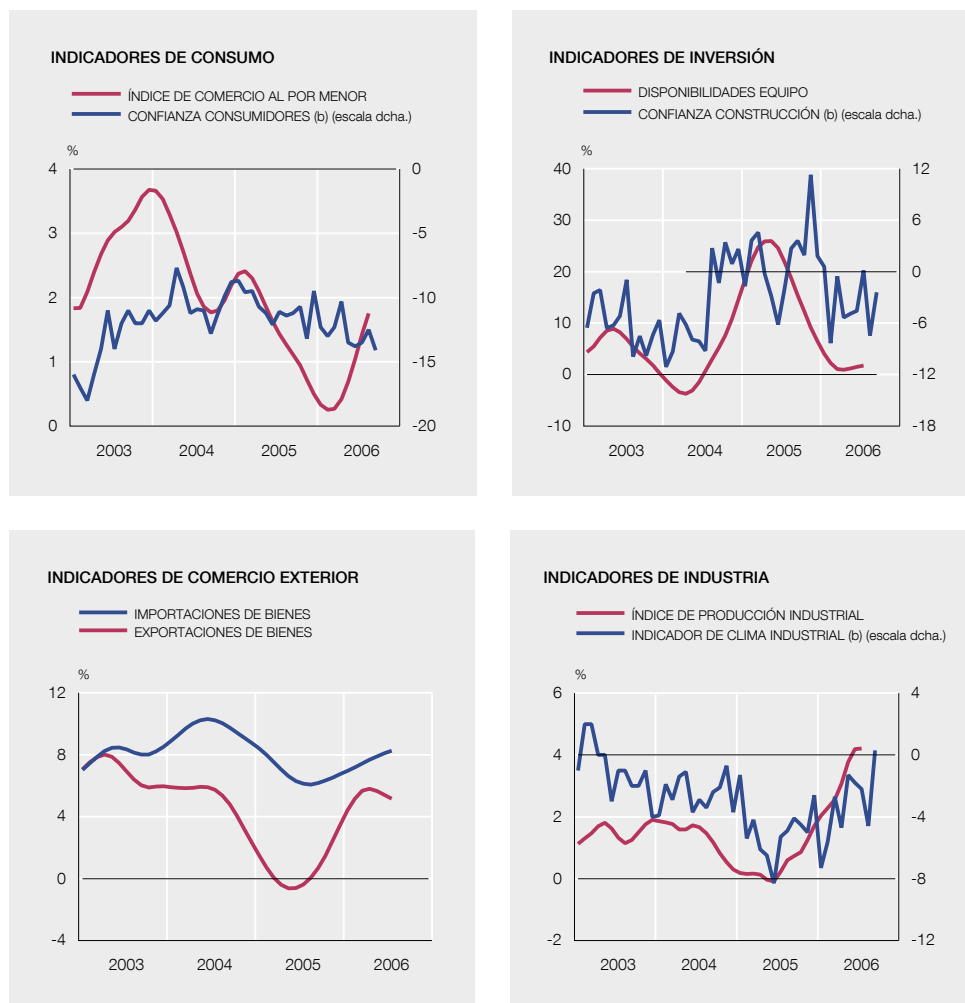 INDICADORES DE CONSUMO
ÍNDICE DE COMERCIO AL POR MENOR
CONFIANZA CONSUMIDORES (b) (escala dcha.)
%
4 0
3 -5
2 -10
1 -15
0 -20
2003 2004 2005 2006
INDICADORES DE INVERSIÓN
DISPONIBILIDADES EQUIPO
CONFIANZA CONSTRUCCIÓN (b) (escala dcha.)
%
40 12
30 6
20 0
10 -6
0 -12
-10 -18
2003 2004 2005 2006
INDICADORES DE COMERCIO EXTERIOR
IMPORTACIONES DE BIENES
EXPORTACIONES DE BIENES
%
12
8
4
0
-4
2003 2004 2005 2006
INDICADORES DE INDUSTRIA
ÍNDICE DE PRODUCCIÓN INDUSTRIAL
INDICADOR DE CLIMA INDUSTRIAL (b) (escala dcha.)
%
6 4
4 0
2 -4
0 -8
-2 -12
2003 2004 2005 2006